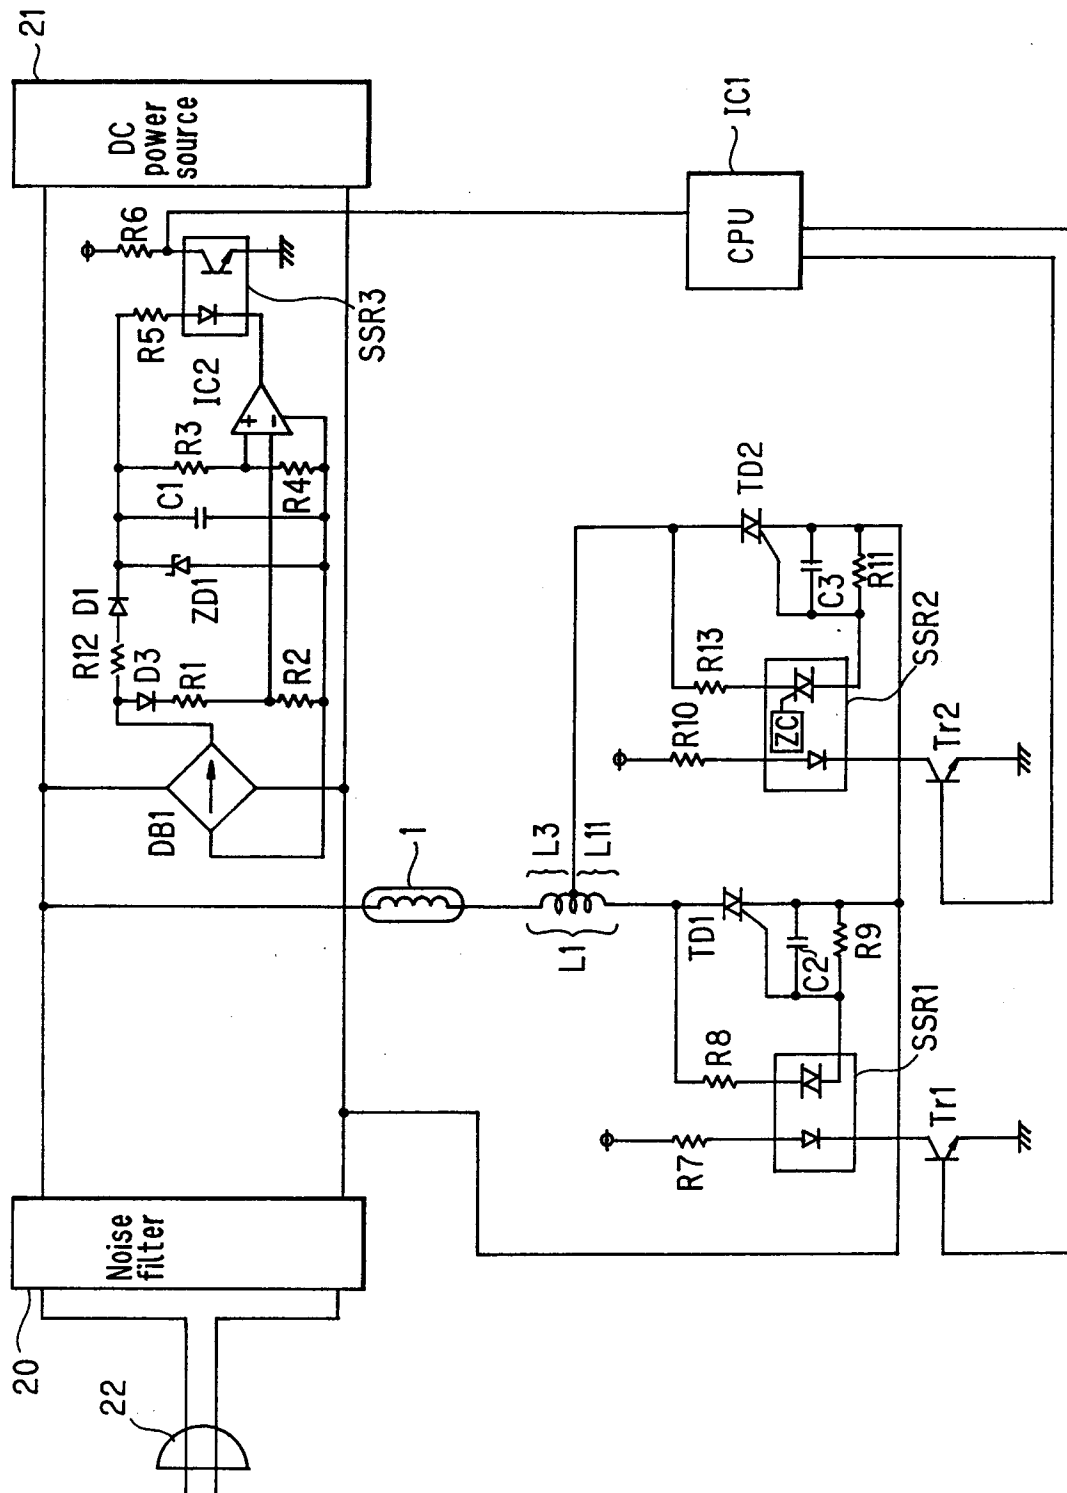 22
20
Noise
filter
21
DC
power
source
DB1
R12
D1
D3
R1
R2
ZD1
C1
R3
R4
IC2
+
−
R5
R6
SSR3
1
L1
L3
L11
IC1
CPU
TD1
C2
R9
R8
R7
SSR1
Tr1
TD2
C3
R11
R13
R10
ZC
SSR2
Tr2